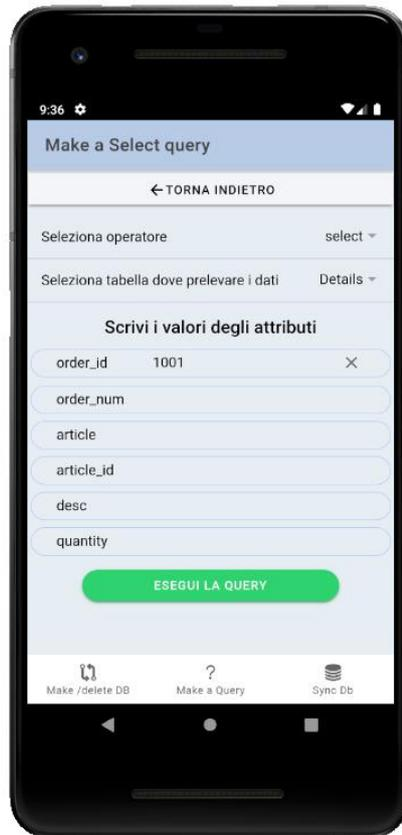 9:36
Make a Select query
←TORNA INDIETRO
Seleziona operatore select
Seleziona tabella dove prelevare i dati Details
Scrivi i valori degli attributi
order_id 1001
order_num
article
article_id
desc
quantity
ESEGUI LA QUERY
Make /delete DB Make a Query Sync Db